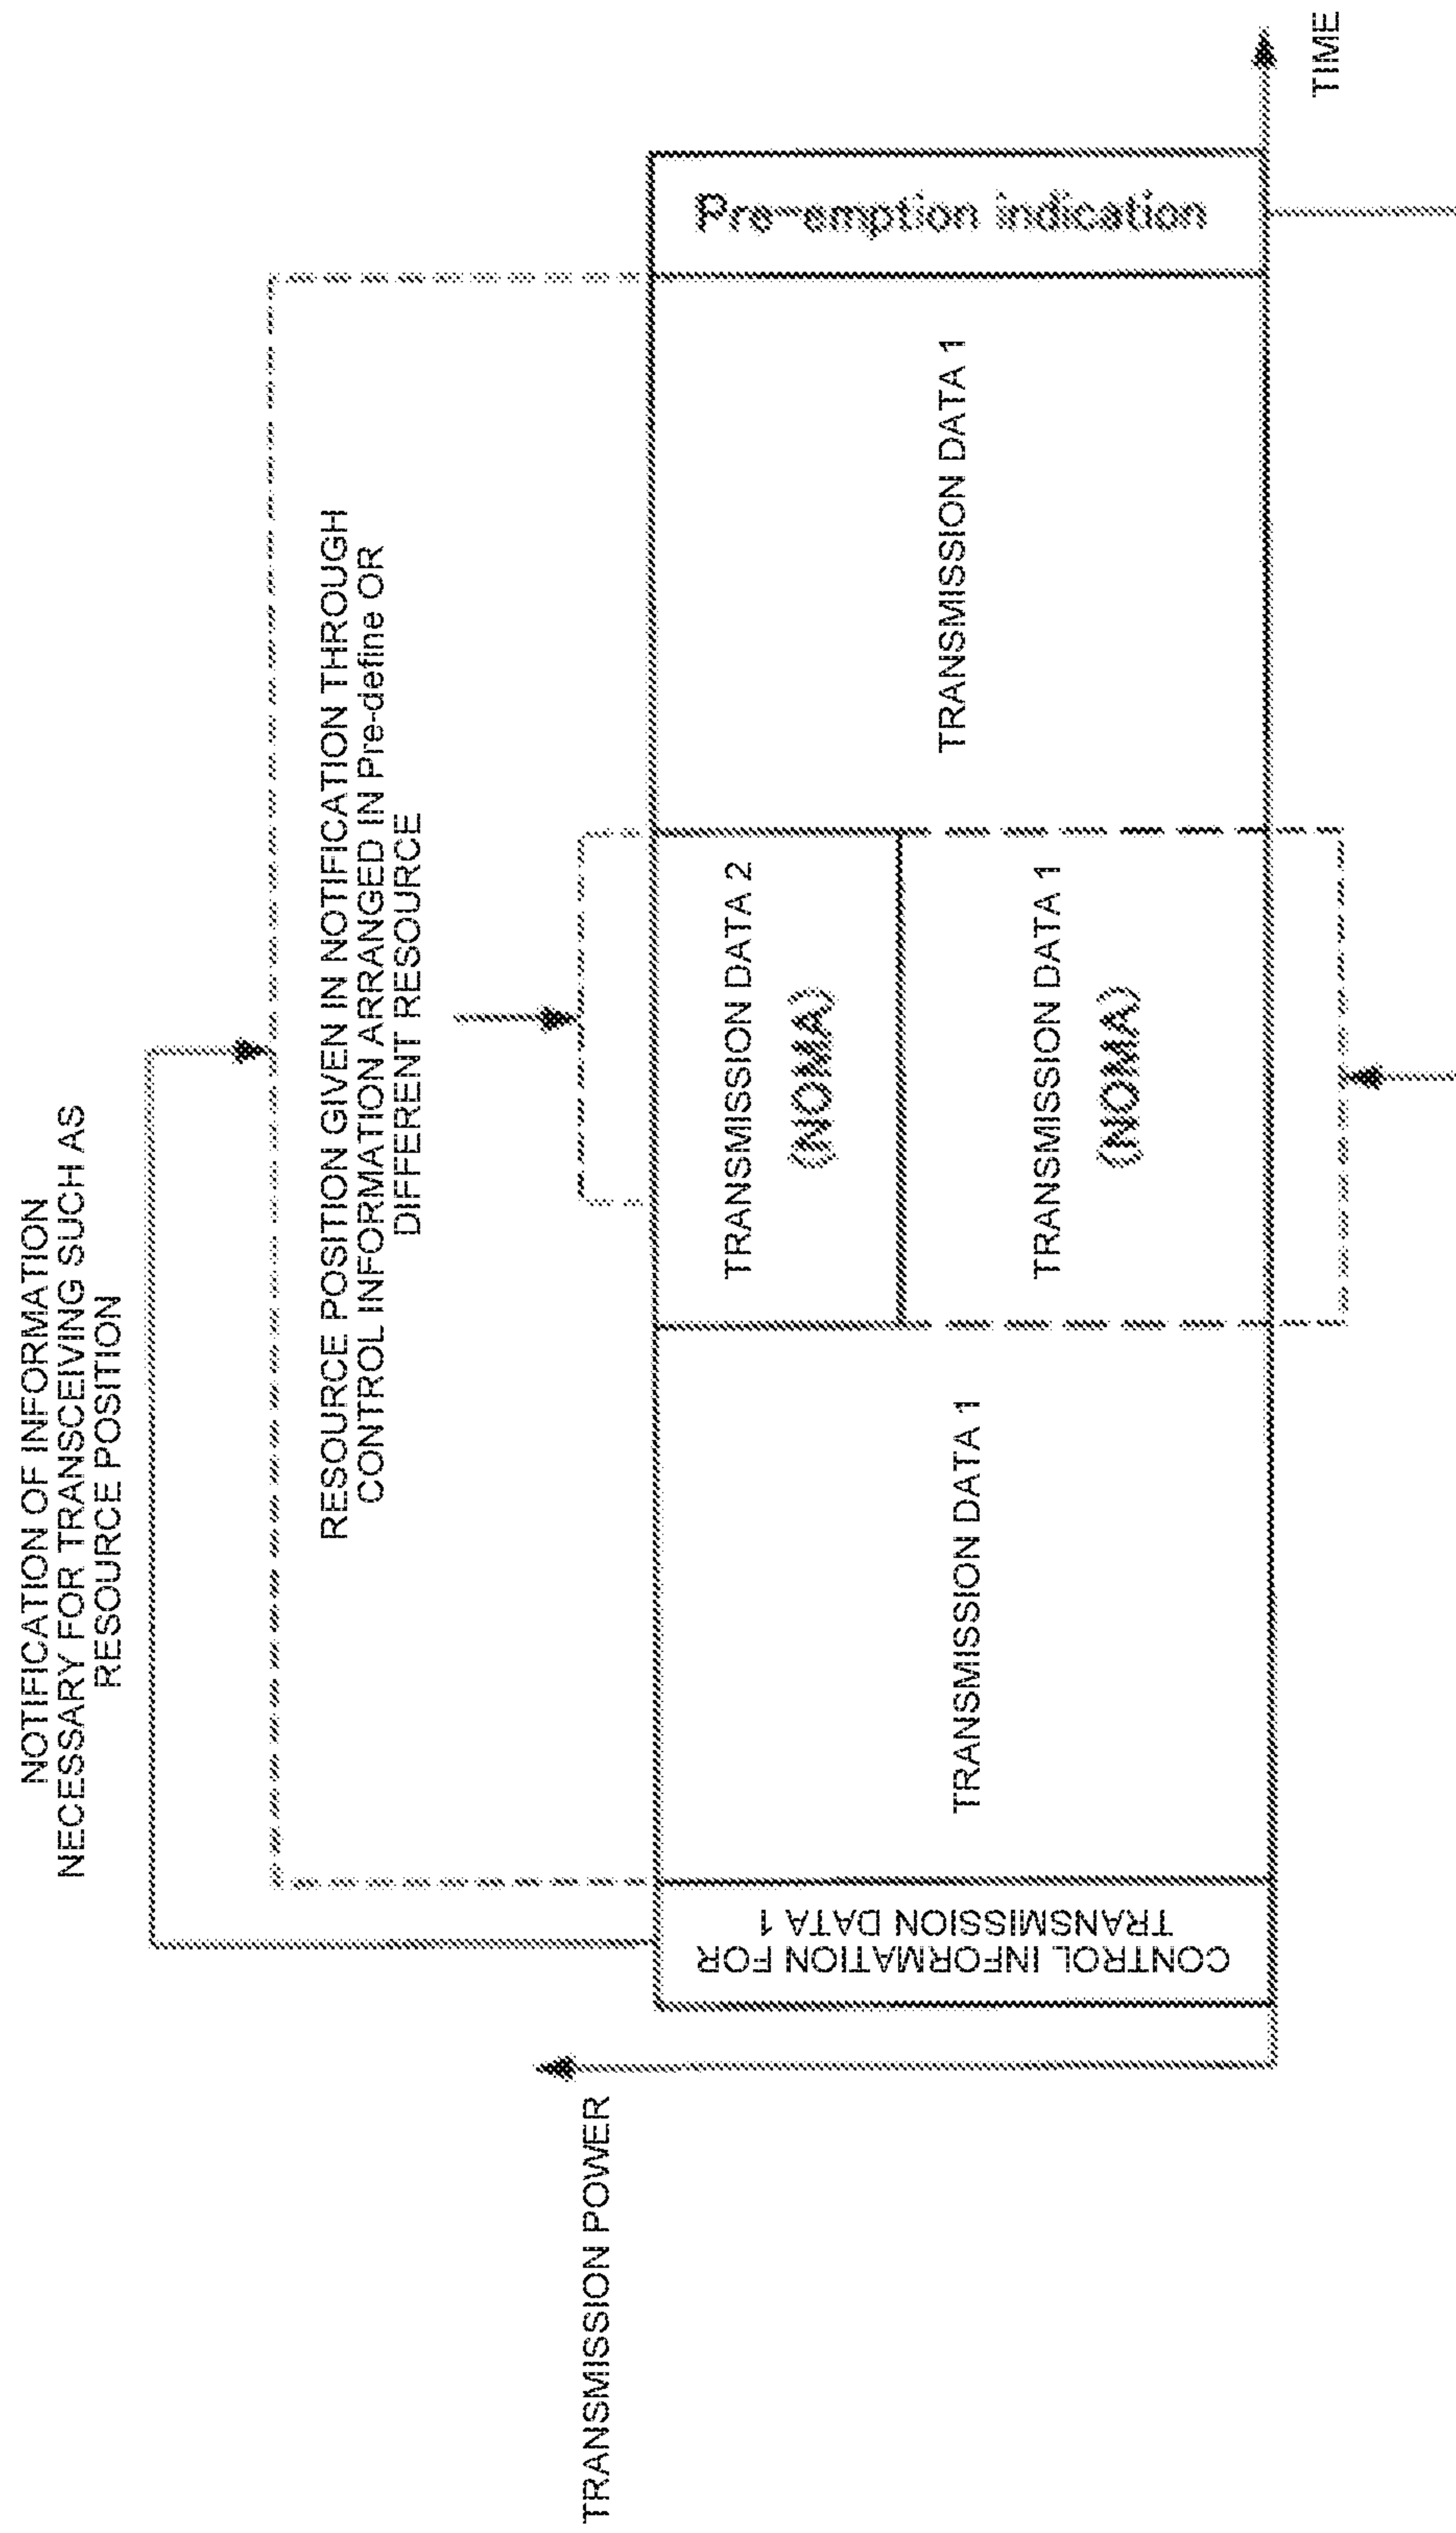 NOTIFICATION OF INFORMATION
NECESSARY FOR TRANSCEIVING SUCH AS
RESOURCE POSITION
RESOURCE POSITION GIVEN IN NOTIFICATION THROUGH
CONTROL INFORMATION ARRANGED IN Pre-define OR
DIFFERENT RESOURCE
TRANSMISSION POWER
CONTROL INFORMATION FOR
TRANSMISSION DATA 1
TRANSMISSION DATA 1
TRANSMISSION DATA 2
(NOMA)
TRANSMISSION DATA 1
(NOMA)
TRANSMISSION DATA 1
Pre-emption indication
TIME